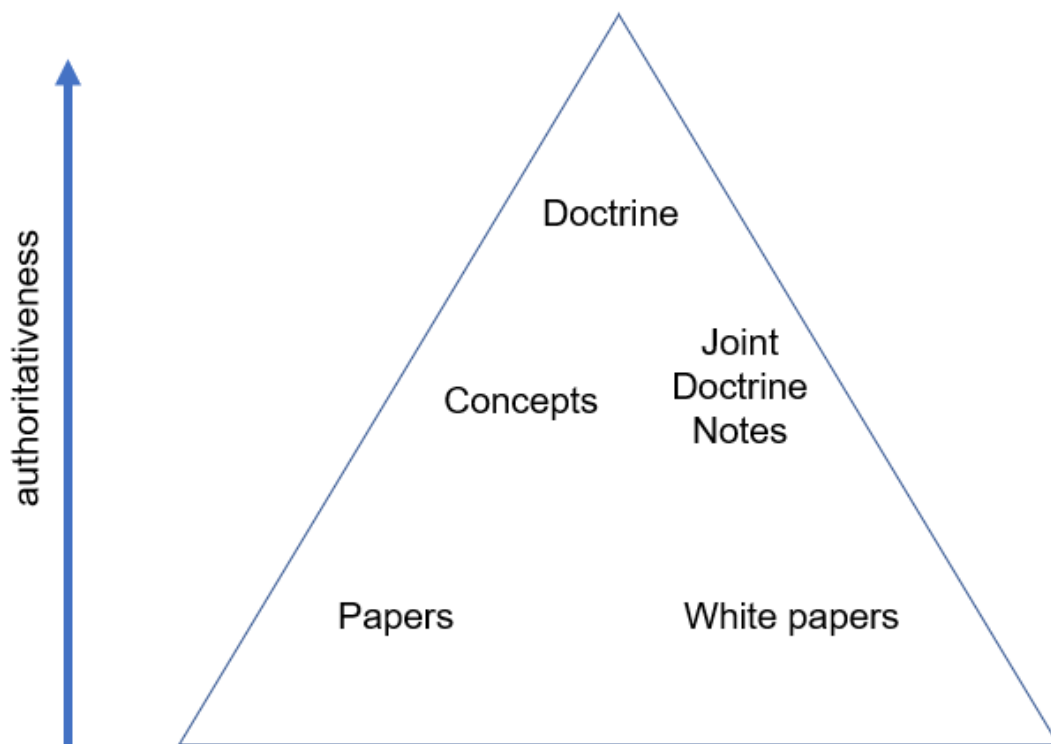 authoritativeness
Doctrine
Concepts
Joint
Doctrine
Notes
Papers
White papers